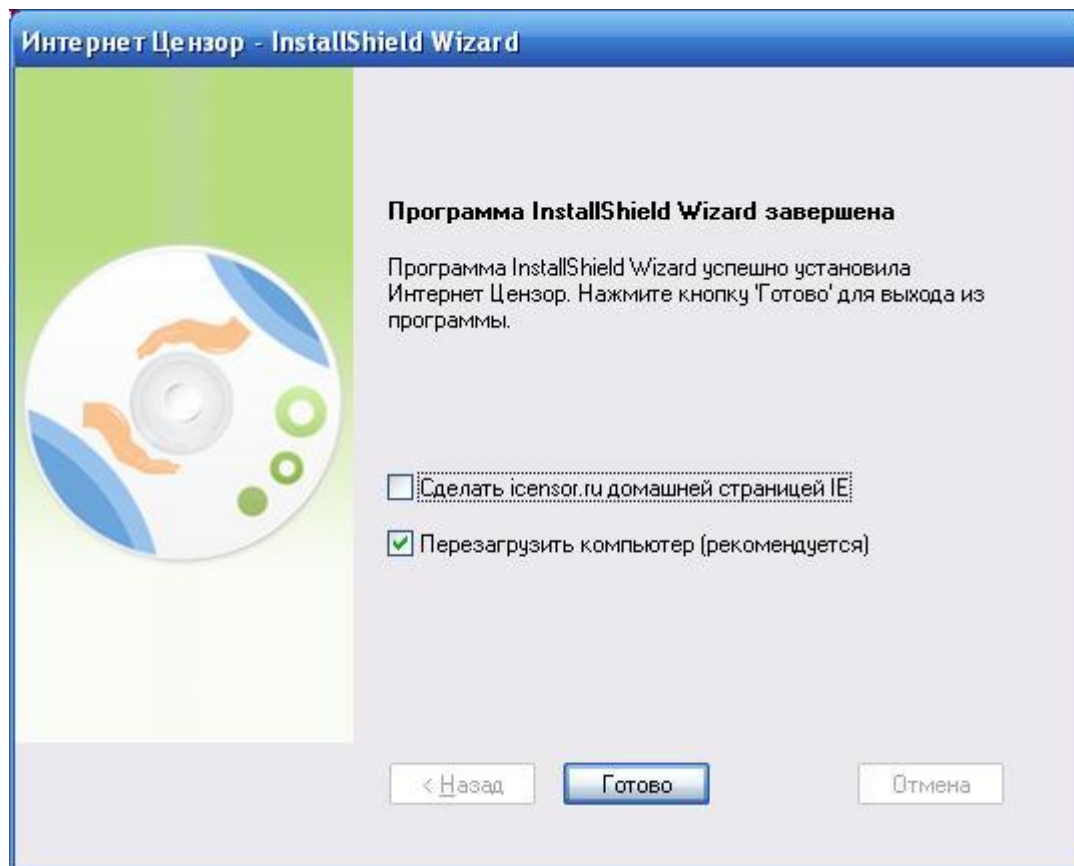 Интернет Цензор - InstallShield Wizard
Программа InstallShield Wizard завершена
Программа InstallShield Wizard успешно установила
Интернет Цензор. Нажмите кнопку 'Готово' для выхода из
программы.
Сделать icensor.ru домашней страницей IE
Перезагрузить компьютер (рекомендуется)
< Назад
Готово
Отмена